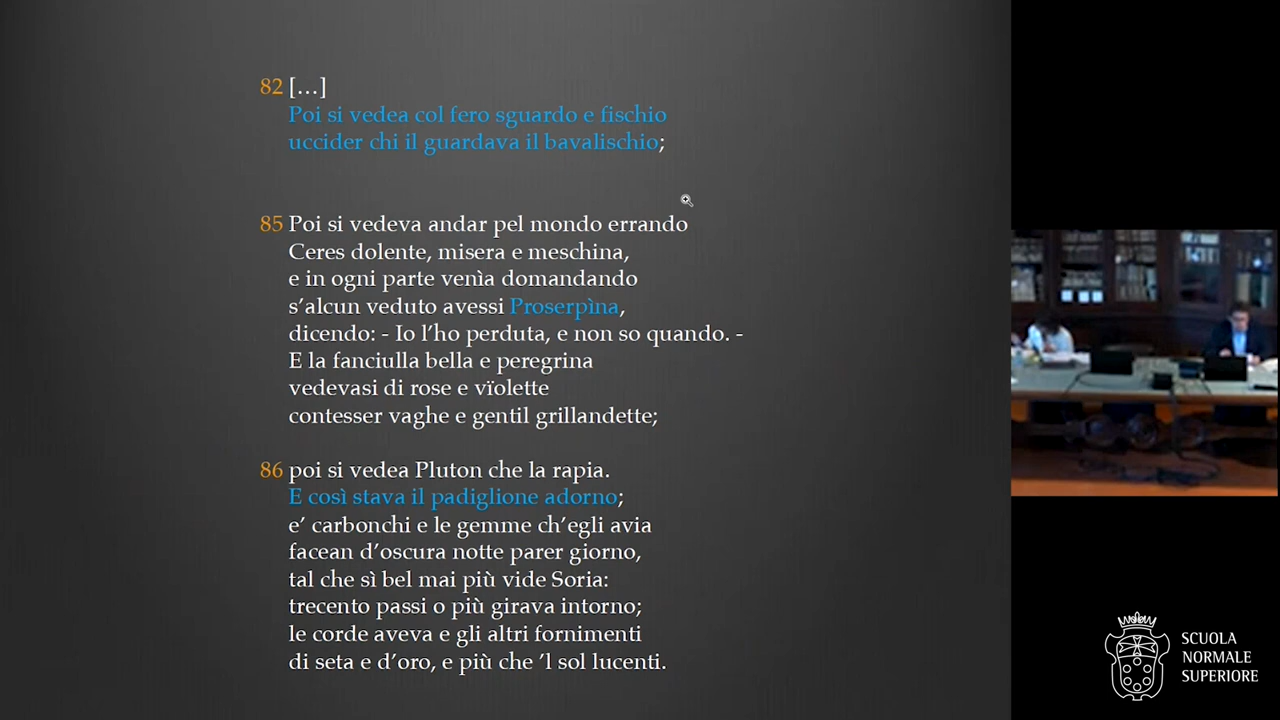 82 […]
Poi si vedea col fero sguardo e fischio
uccider chi il guardava il bavalischio;
85 Poi si vedeva andar pel mondo errando
Ceres dolente, misera e meschina,
e in ogni parte venìa domandando
s’alcun veduto avessi Proserpìna,
dicendo: - Io l’ho perduta, e non so quando. -
E la fanciulla bella e peregrina
vedevasi di rose e vïolette
contesser vaghe e gentil grillandette;
86 poi si vedea Pluton che la rapia.
E così stava il padiglione adorno;
e’ carbonchi e le gemme ch’egli avia
facean d’oscura notte parer giorno,
tal che sì bel mai più vide Soria:
trecento passi o più girava intorno;
le corde aveva e gli altri fornimenti
di seta e d’oro, e più che ’l sol lucenti.
SCUOLA
NORMALE
SUPERIORE